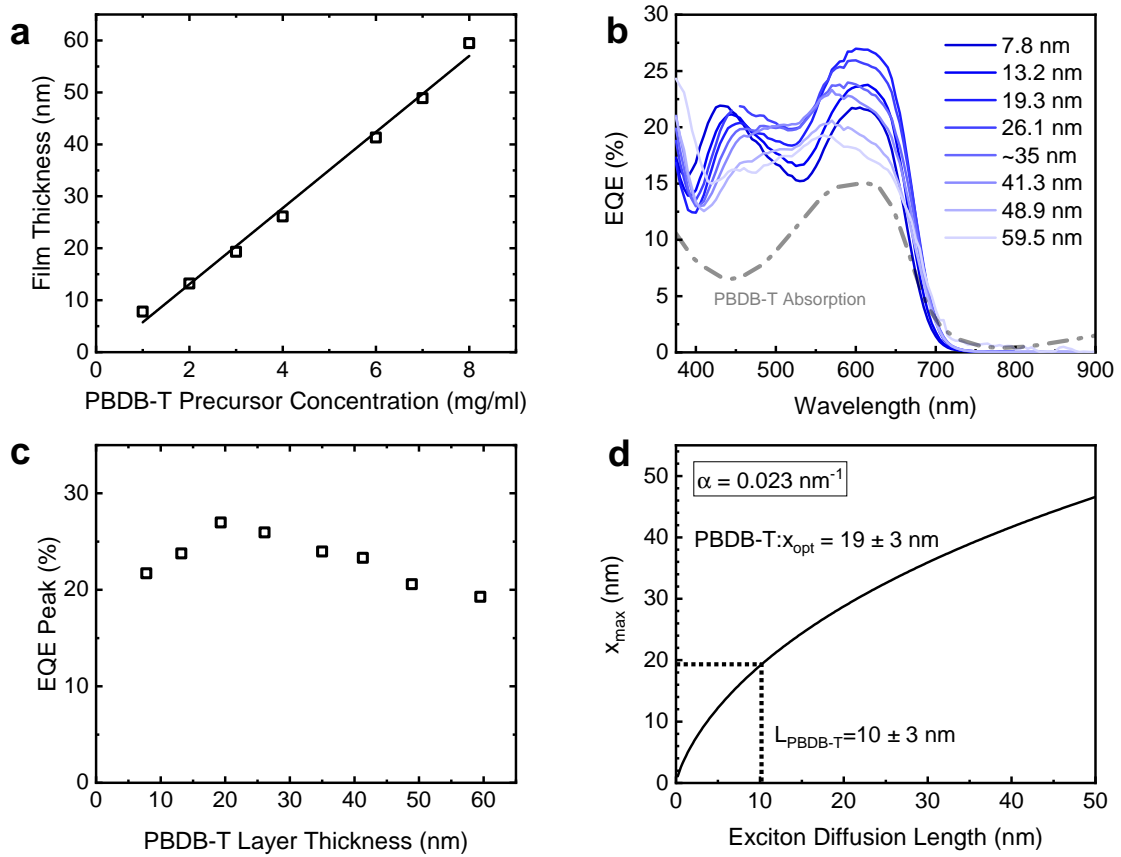 a
60
50
40
30
20
10
0
Film Thickness (nm)
0 2 4 6 8
PBDB-T Precursor Concentration (mg/ml)
b
30
25
20
15
10
5
0
EQE (%)
7.8 nm
13.2 nm
19.3 nm
26.1 nm
~35 nm
41.3 nm
48.9 nm
59.5 nm
PBDB-T Absorption
400 500 600 700 800 900
Wavelength (nm)
c
30
20
10
0
EQE Peak (%)
0 10 20 30 40 50 60
PBDB-T Layer Thickness (nm)
d
50
40
30
20
10
0
x_max (nm)
α = 0.023 nm⁻¹
PBDB-T:x_opt = 19 ± 3 nm
L_PBDB-T=10 ± 3 nm
0 10 20 30 40 50
Exciton Diffusion Length (nm)